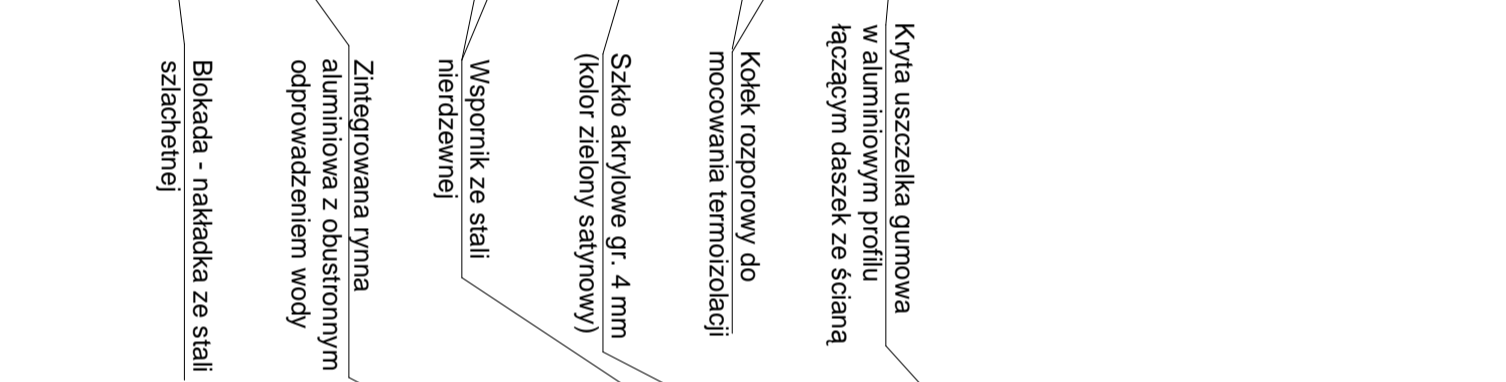 Kryta uszczelka gumowa
w aluminiowym profilu
łączącym daszek ze ścianą
Kołek rozporowy do
mocowania termoizolacji
Szkło akrylowe gr. 4 mm
(kolor zielony satynowy)
Wspornik ze stali
nierdzewnej
Zintegrowana rynna
aluminiowa z obustronnym
odprowadzeniem wody
Blokada - nakładka ze stali
szlachetnej